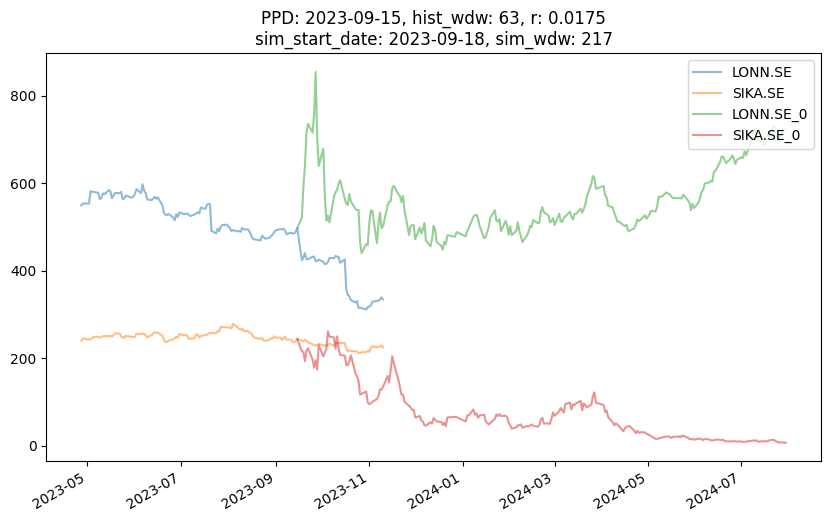 PPD: 2023-09-15, hist_wdw: 63, r: 0.0175
sim_start_date: 2023-09-18, sim_wdw: 217
LONN.SE
SIKA.SE
LONN.SE_0
SIKA.SE_0
800
600
400
200
0
2023-05
2023-07
2023-09
2023-11
2024-01
2024-03
2024-05
2024-07